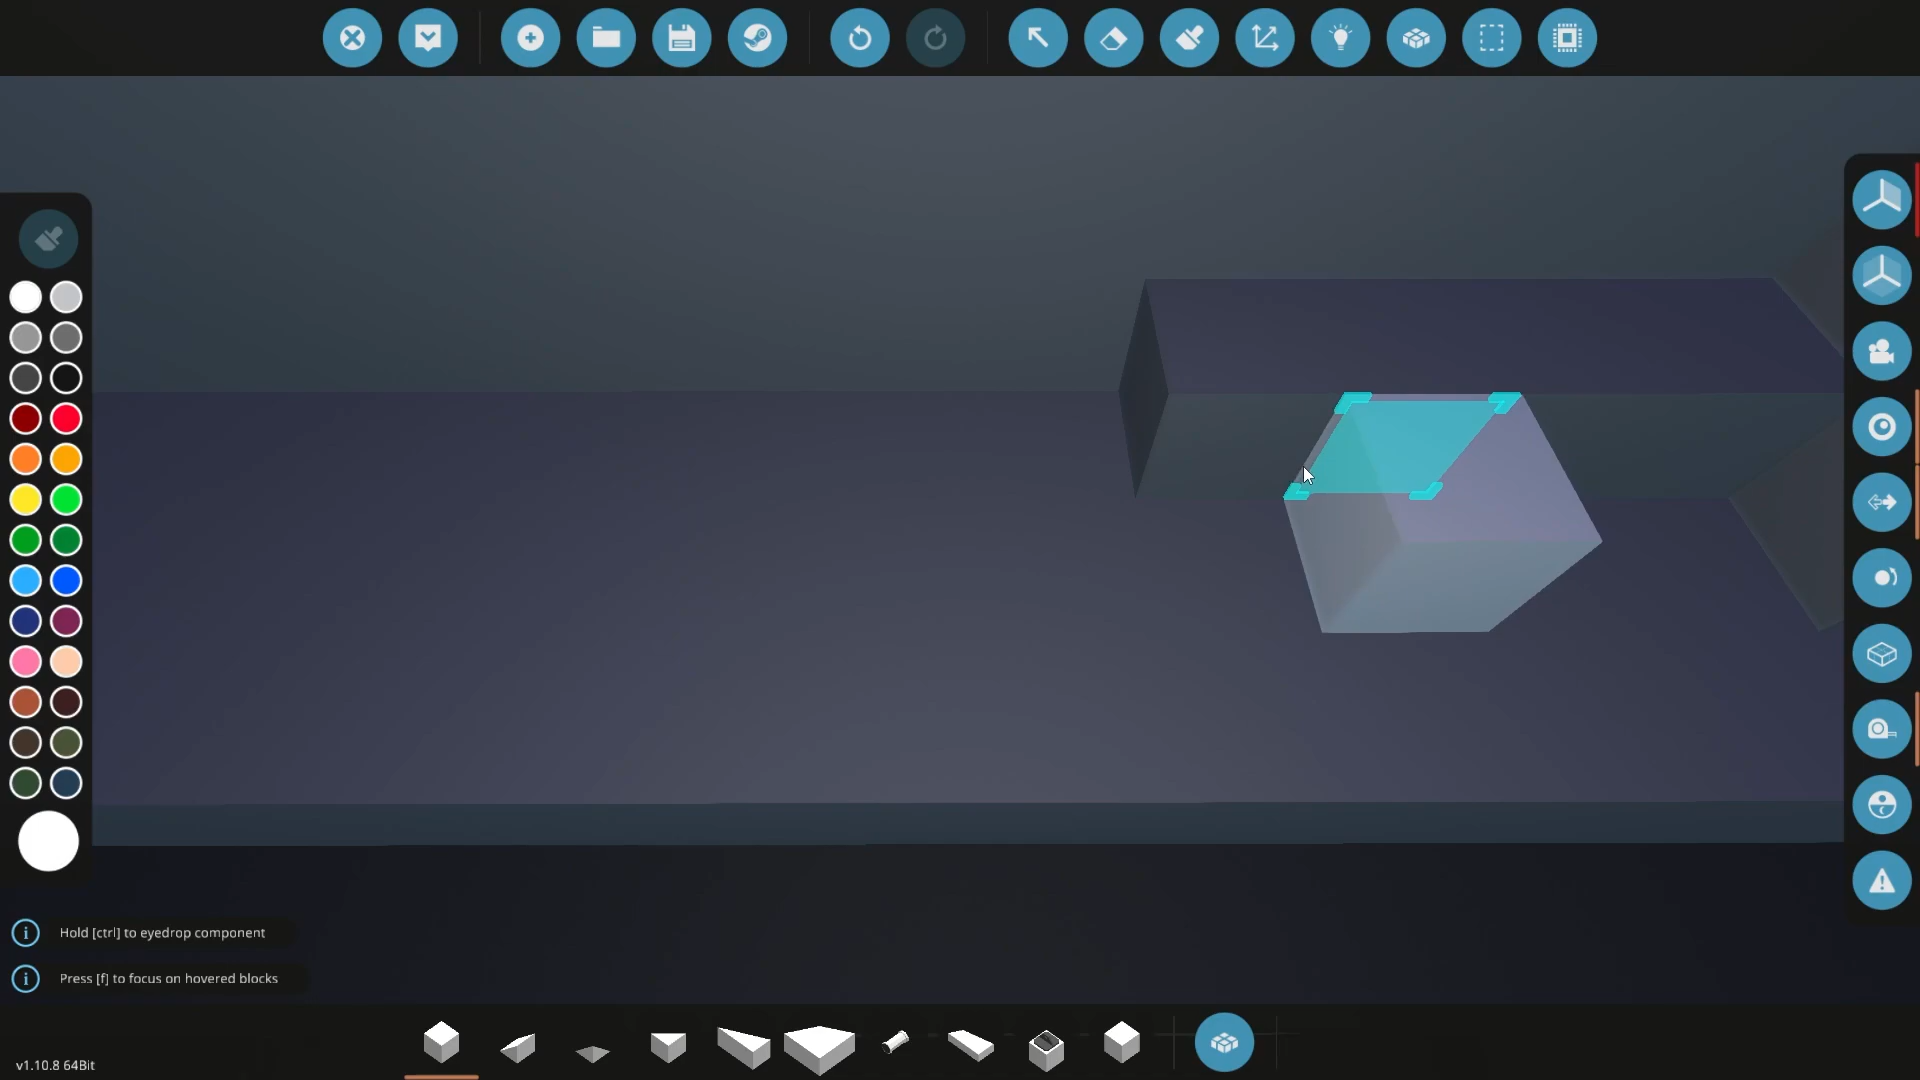 Hold [ctrl] to eyedrop component
Press [f] to focus on hovered blocks
v1.10.8 64Bit